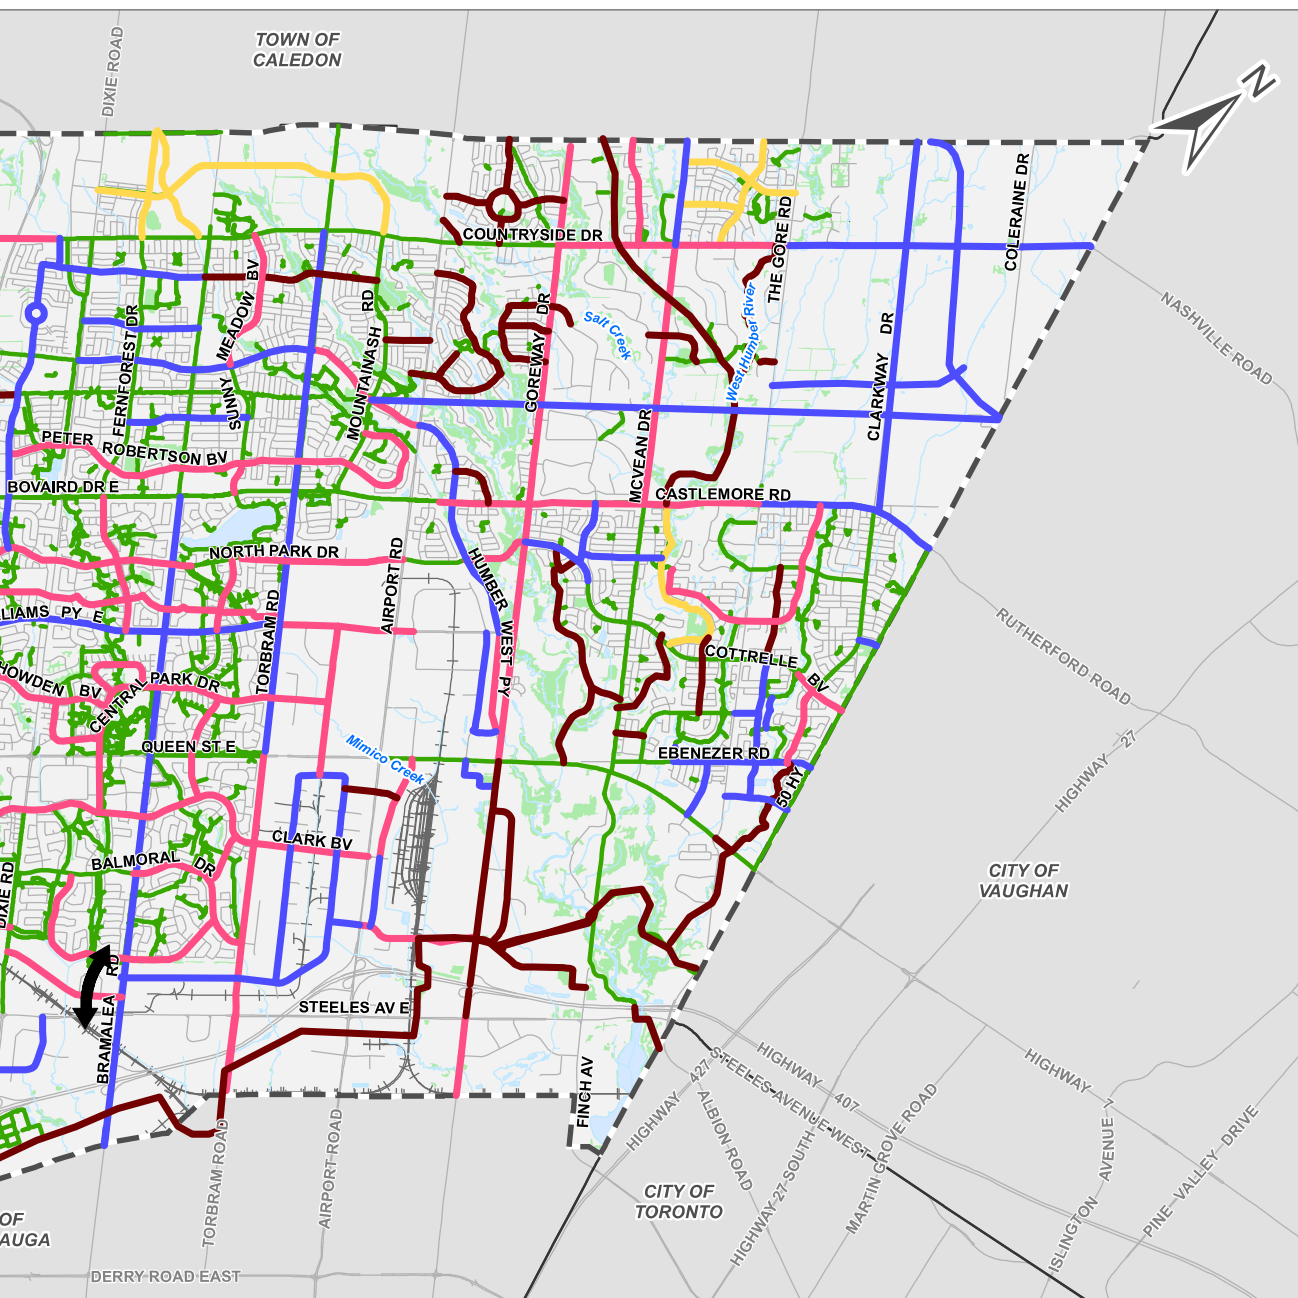 TOWN OF
CALEDON
DIXIE ROAD
N
COUNTRYSIDE DR
COLERAINE DR
THE GORE RD
MEADOW BV
SUNNY
FERNFOREST DR
MOUNTAINASH RD
GOREWAY DR
Salt Creek
West Humber River
CLARKWAY DR
NASHVILLE ROAD
PETER ROBERTSON BV
MCVEAN DR
BOVAIRD DR E
CASTLEMORE RD
NORTH PARK DR
AIRPORT RD
HUMBER WEST PY
LIAMS PY E
TORBRAM RD
RUTHERFORD ROAD
COTTRELLE BV
HOWDEN BV
CENTRAL PARK DR
QUEEN ST E
Mimico Creek
EBENEZER RD
HY 50
HIGHWAY 27
CLARK BV
BALMORAL DR
DIXIE RD
CITY OF
VAUGHAN
BRAMALEA RD
STEELES AV E
FINCH AV
HIGHWAY 427
HIGHWAY 407
STEELES AVENUE WEST
HIGHWAY 7
ALBION ROAD
HIGHWAY 27 SOUTH
MARTIN GROVE ROAD
ISLINGTON AVENUE
PINE VALLEY DRIVE
TORBRAM ROAD
AIRPORT ROAD
CITY OF
TORONTO
OF
AUGA
DERRY ROAD EAST